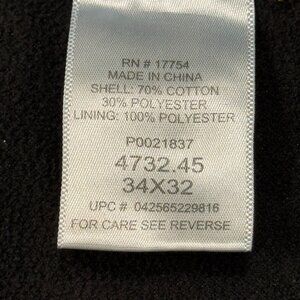 RN # 17754
MADE IN CHINA
SHELL: 70% COTTON
30% POLYESTER
LINING: 100% POLYESTER
P0021837
4732.45
34X32
UPC # 042565229816
FOR CARE SEE REVERSE